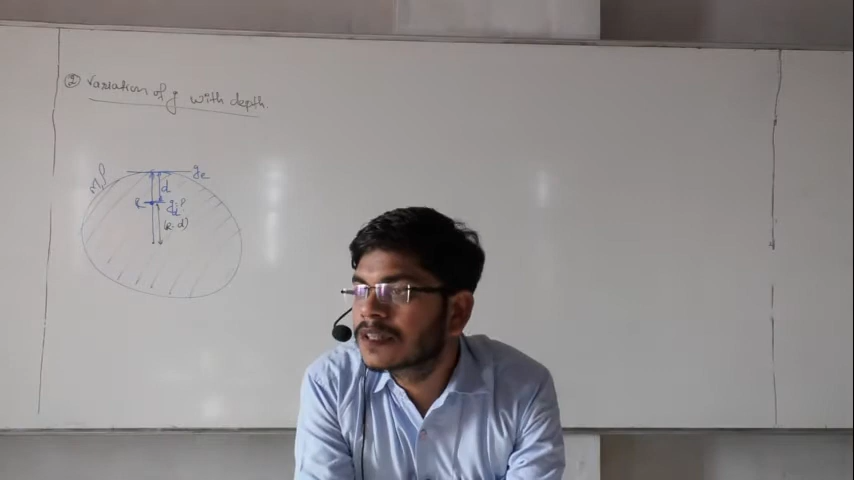 ② Variation of g with depth.
M, ρ
ge
d
R
gd?
(R-d)